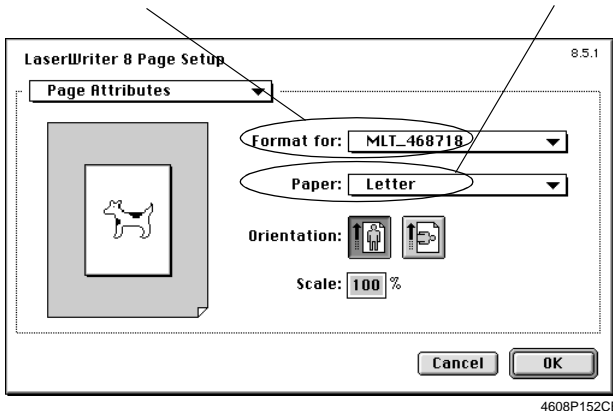 LaserWriter 8 Page Setup
8.5.1
Page Attributes
Format for: MLT_468718
Paper: Letter
Orientation:
Scale: 100 %
Cancel OK
4608P152CI